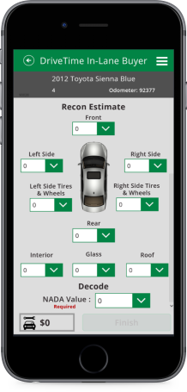 DriveTime In-Lane Buyer
2012 Toyota Sienna Blue
4 Odometer: 92377
Recon Estimate
Front
0
Left Side Right Side
0 0
Left Side Tires & Wheels Right Side Tires & Wheels
0 0
Rear
0
Interior Glass Roof
0 0 0
Decode
NADA Value : 0
Required
$0 Finish